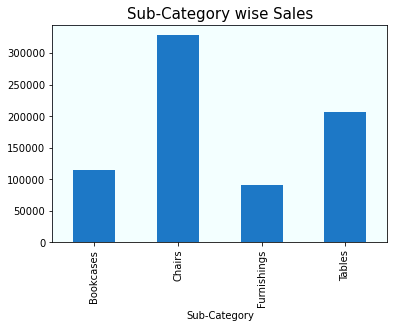 Sub-Category wise Sales
300000
250000
200000
150000
100000
50000
0
Bookcases
Chairs
Furnishings
Tables
Sub-Category